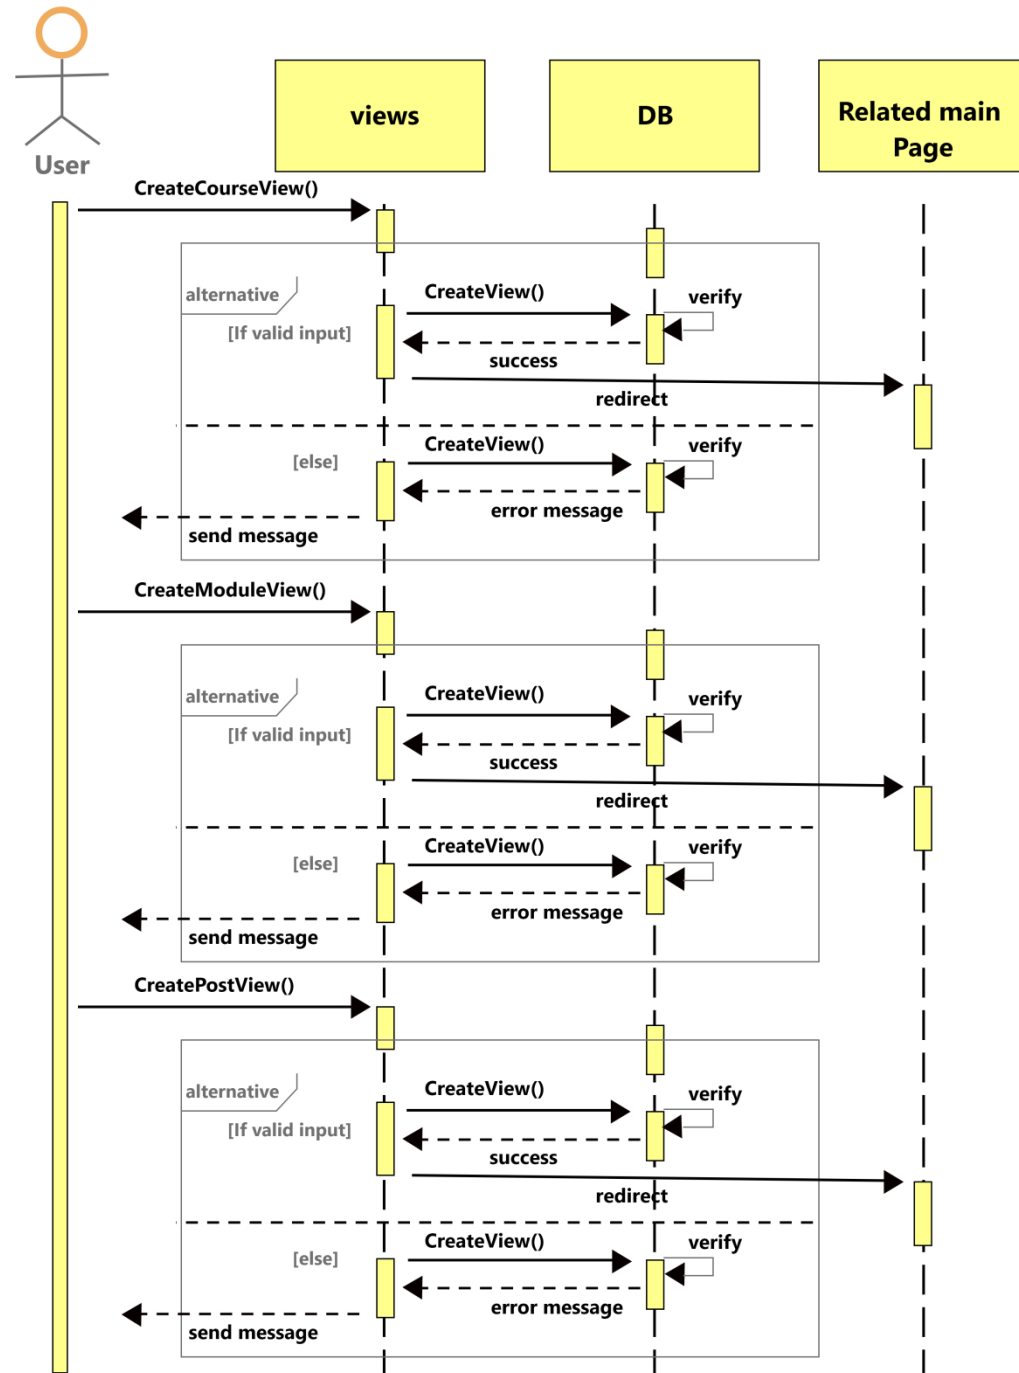 User
views
DB
Related main
Page
CreateCourseView()
alternative
[If valid input]
CreateView()
verify
success
redirect
[else]
CreateView()
verify
error message
send message
CreateModuleView()
alternative
[If valid input]
CreateView()
verify
success
redirect
[else]
CreateView()
verify
error message
send message
CreatePostView()
alternative
[If valid input]
CreateView()
verify
success
redirect
[else]
CreateView()
verify
error message
send message